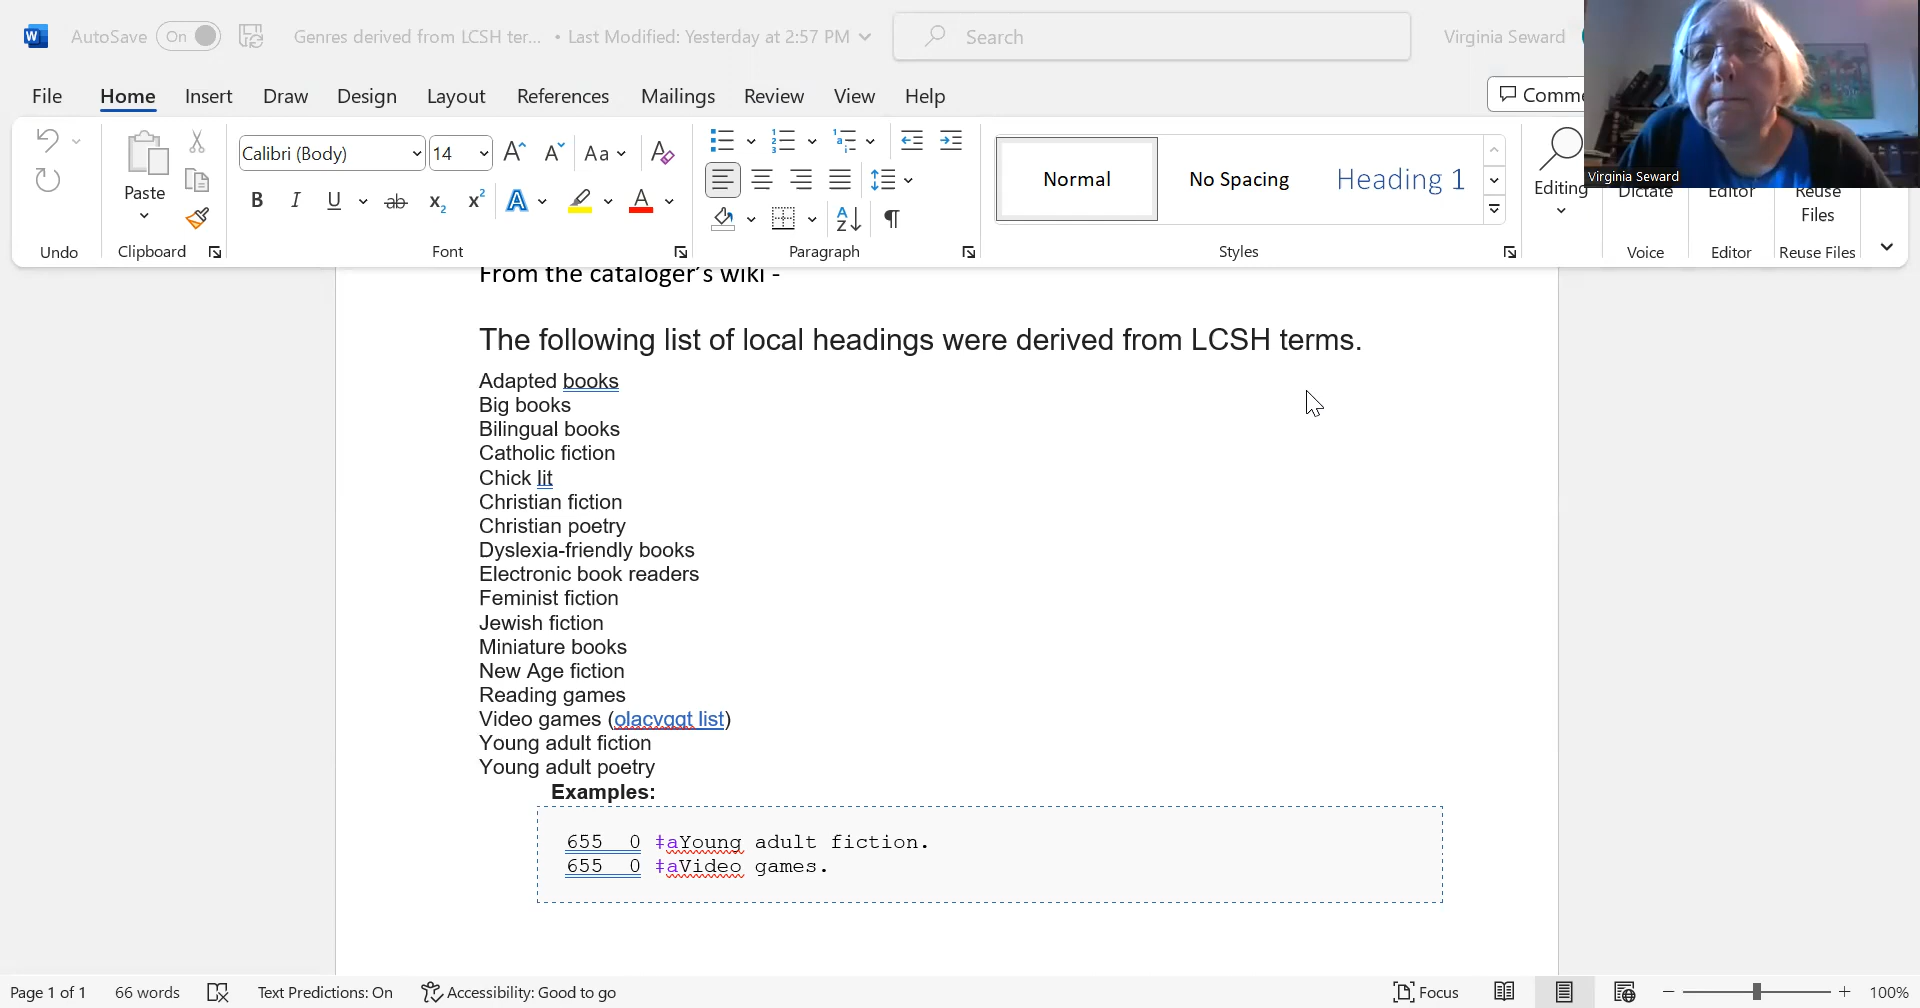 AutoSave On Genres derived from LCSH ter... • Last Modified: Yesterday at 2:57 PM Search Virginia Seward
File Home Insert Draw Design Layout References Mailings Review View Help Comme
Calibri (Body) 14 Aa
Paste Normal No Spacing Heading 1 Editing Dictate Editor Reuse Files
B I U ab x₂ x² A A
Undo Clipboard Font Paragraph Styles Voice Editor Reuse Files
Virginia Seward
From the cataloger's wiki -
The following list of local headings were derived from LCSH terms.
Adapted books
Big books
Bilingual books
Catholic fiction
Chick lit
Christian fiction
Christian poetry
Dyslexia-friendly books
Electronic book readers
Feminist fiction
Jewish fiction
Miniature books
New Age fiction
Reading games
Video games (olacvggt list)
Young adult fiction
Young adult poetry
Examples:
655 0 ‡aYoung adult fiction.
655 0 ‡aVideo games.
Page 1 of 1 66 words Text Predictions: On Accessibility: Good to go Focus 100%